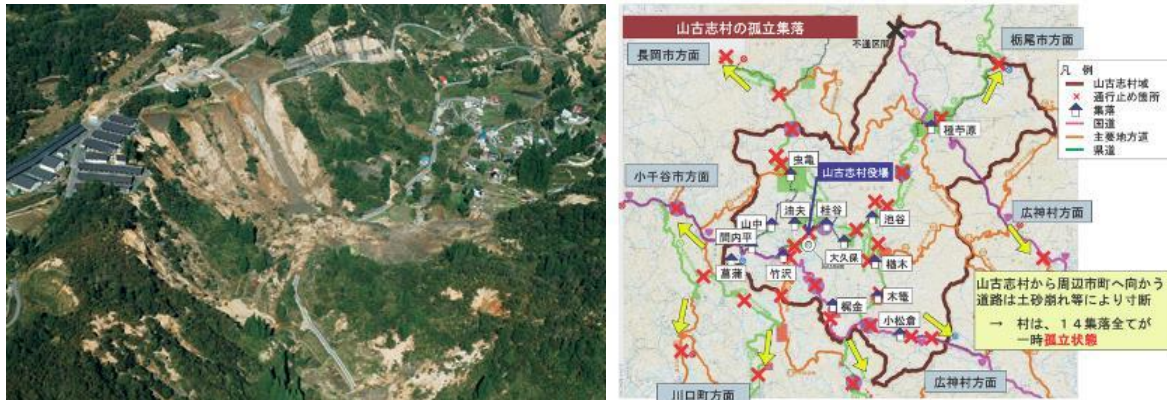 山古志村の孤立集落
不通区間
長岡市方面
栃尾市方面
凡 例
山古志村域
通行止め箇所
集落
国道
主要地方道
県道
種苧原
虫亀
山古志村役場
小千谷市方面
広神村方面
山中
油夫
桂谷
池谷
間内平
大久保
楢木
菖蒲
竹沢
木篭
梶金
小松倉
山古志村から周辺市町へ向かう
道路は土砂崩れ等により寸断
→ 村は、14集落全てが
一時孤立状態
川口町方面
広神村方面